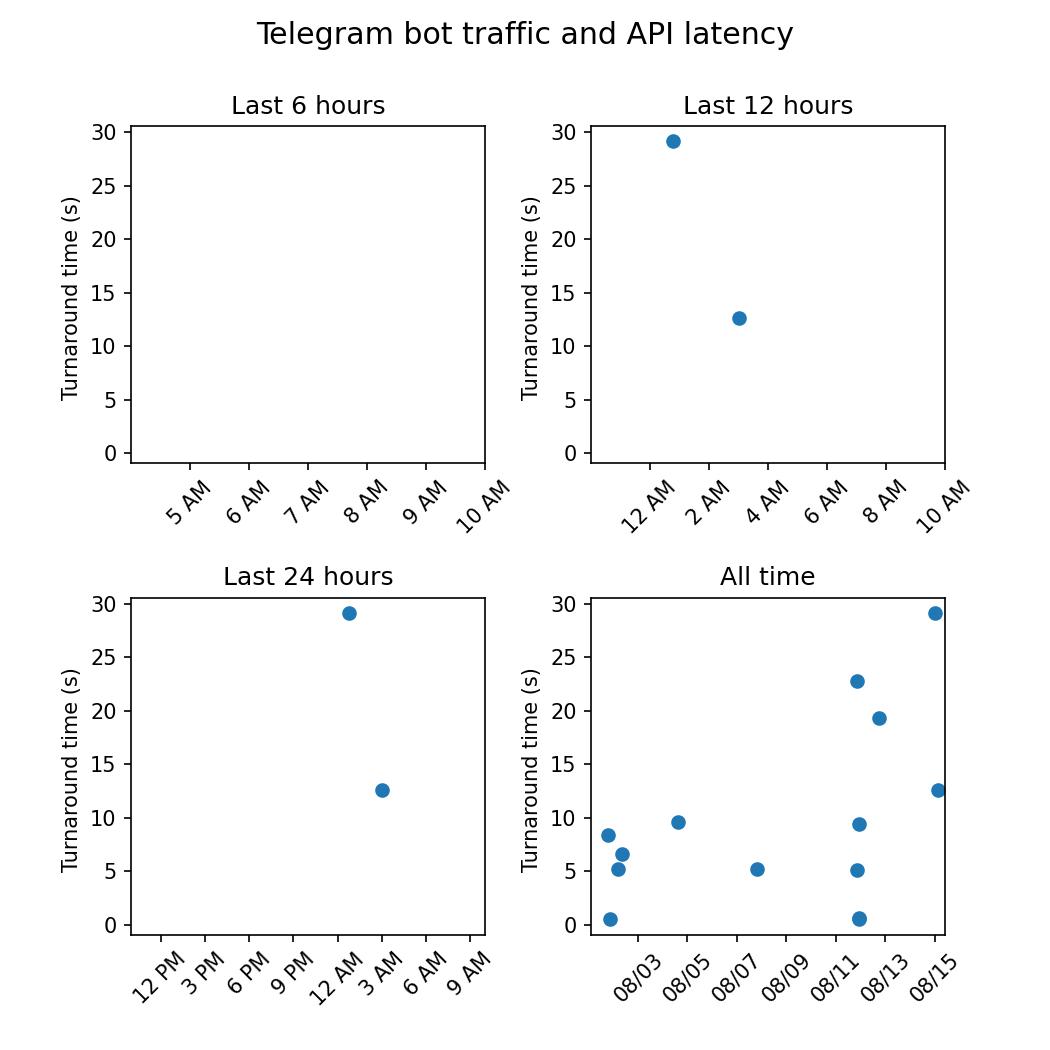 Telegram bot traffic and API latency
Last 6 hours
30
25
20
15
10
5
0
Turnaround time (s)
5 AM
6 AM
7 AM
8 AM
9 AM
10 AM
Last 12 hours
30
25
20
15
10
5
0
Turnaround time (s)
12 AM
2 AM
4 AM
6 AM
8 AM
10 AM
Last 24 hours
30
25
20
15
10
5
0
Turnaround time (s)
12 PM
3 PM
6 PM
9 PM
12 AM
3 AM
6 AM
9 AM
All time
30
25
20
15
10
5
0
Turnaround time (s)
08/03
08/05
08/07
08/09
08/11
08/13
08/15